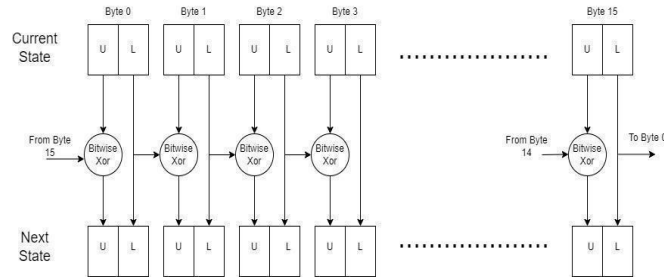 Byte 0 Byte 1 Byte 2 Byte 3 Byte 15
Current
State
U L U L U L U L U L
From Byte
15
Bitwise
Xor
Bitwise
Xor
Bitwise
Xor
Bitwise
Xor
From Byte
14
Bitwise
Xor
To Byte 0
Next
State
U L U L U L U L U L